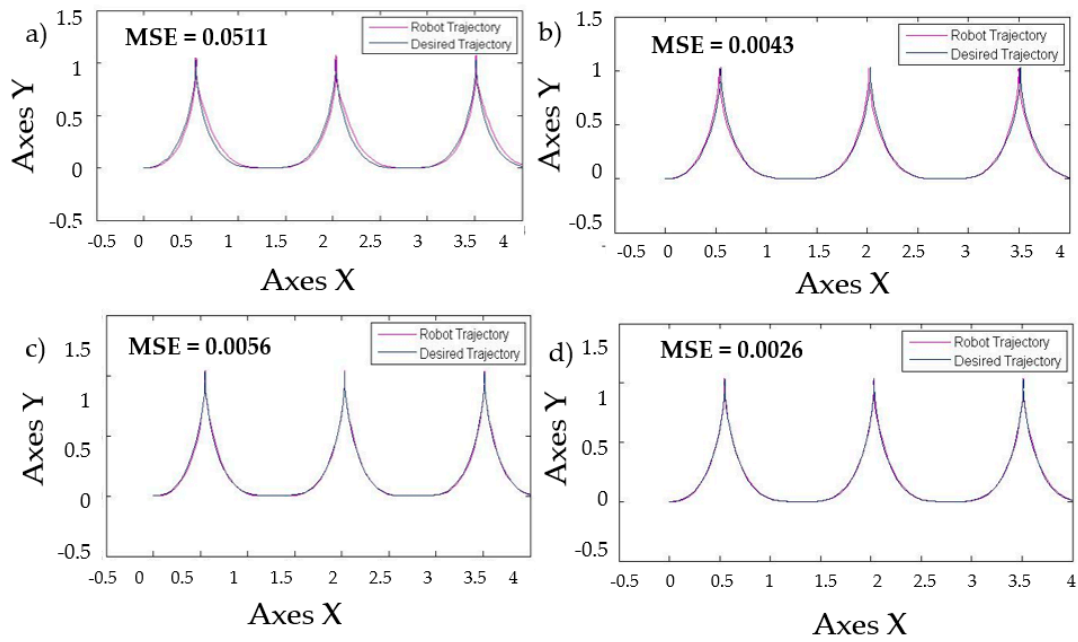 a)
MSE = 0.0511
Robot Trajectory
Desired Trajectory
Axes Y
1.5
1
0.5
0
-0.5
-0.5 0 0.5 1 1.5 2 2.5 3 3.5 4
Axes X
b)
MSE = 0.0043
Robot Trajectory
Desired Trajectory
Axes Y
1.5
1
0.5
0
-0.5
-0.5 0 0.5 1 1.5 2 2.5 3 3.5 4
Axes X
c)
MSE = 0.0056
Robot Trajectory
Desired Trajectory
Axes Y
1.5
1
0.5
0
-0.5
-0.5 0 0.5 1 1.5 2 2.5 3 3.5 4
Axes X
d)
MSE = 0.0026
Robot Trajectory
Desired Trajectory
Axes Y
1.5
1
0.5
0
-0.5
-0.5 0 0.5 1 1.5 2 2.5 3 3.5 4
Axes X